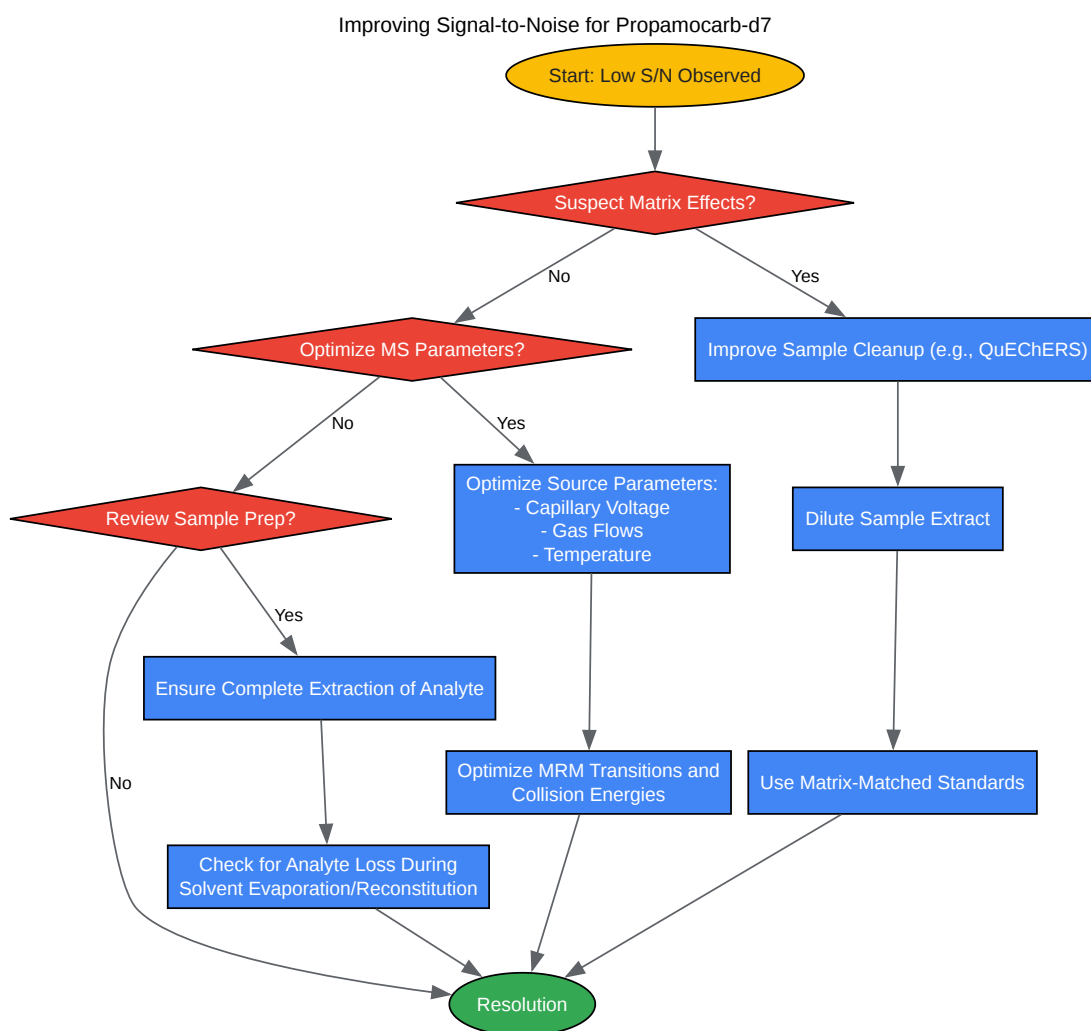 Improving Signal-to-Noise for Propamocarb-d7
Start: Low S/N Observed
Suspect Matrix Effects?
No
Yes
Optimize MS Parameters?
Improve Sample Cleanup (e.g., QuEChERS)
No
Yes
Review Sample Prep?
Optimize Source Parameters:
- Capillary Voltage
- Gas Flows
- Temperature
Dilute Sample Extract
Yes
Ensure Complete Extraction of Analyte
No
Optimize MRM Transitions and
Collision Energies
Use Matrix-Matched Standards
Check for Analyte Loss During
Solvent Evaporation/Reconstitution
Resolution